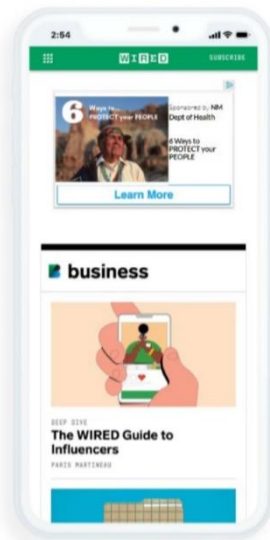 2:54
WIRED
SUBSCRIBE
6 Ways to...
PROTECT your PEOPLE
Sponsored by NM
Dept of Health
6 Ways to
PROTECT your
PEOPLE
Learn More
business
DEEP DIVE
The WIRED Guide to
Influencers
PARIS MARTINEAU